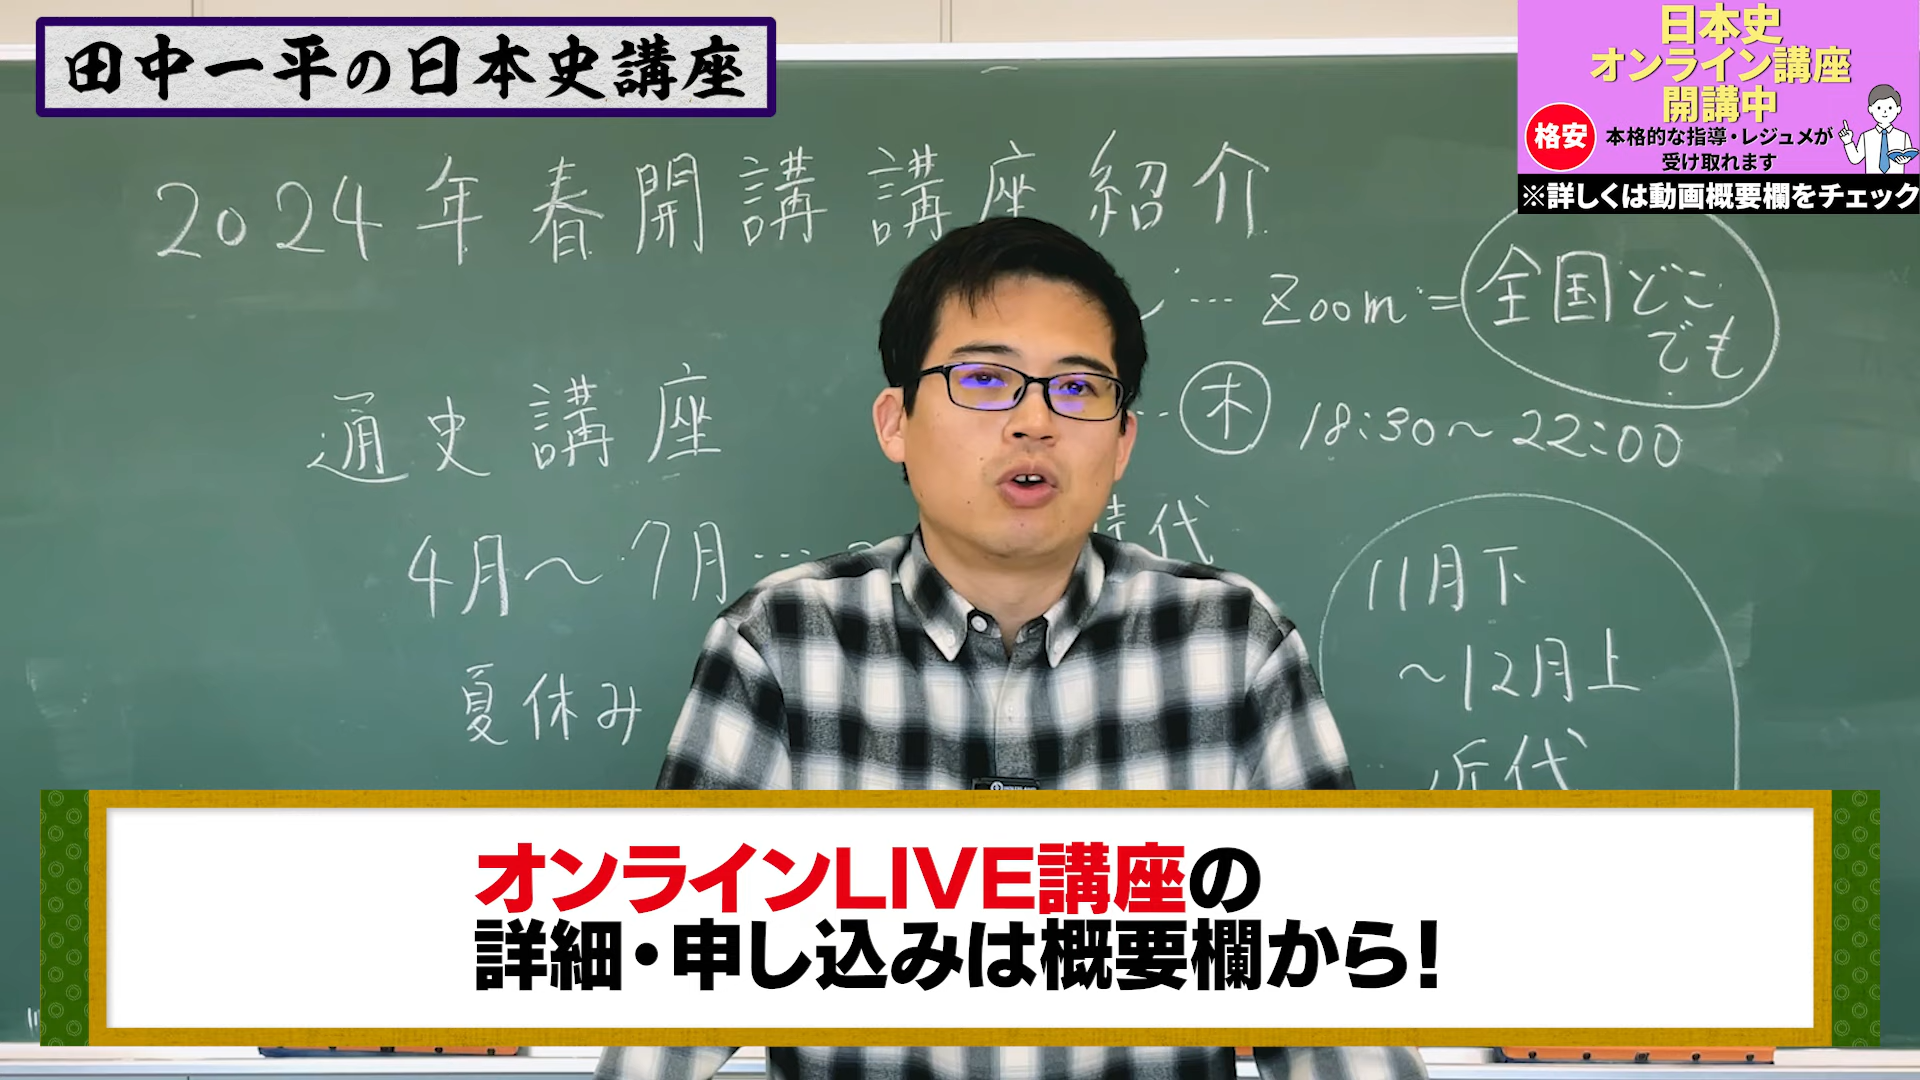 田中一平の日本史講座
日本史
オンライン講座
開講中
格安
本格的な指導・レジュメが
受け取れます
※詳しくは動画概要欄をチェック
2024年春開講講座紹介
… Zoom =
全国どこ
でも
通史講座
… 木 18:30～22:00
4月～7月…
時代
夏休み
11月下
～12月上
近代
オンラインLIVE講座の
詳細・申し込みは概要欄から!